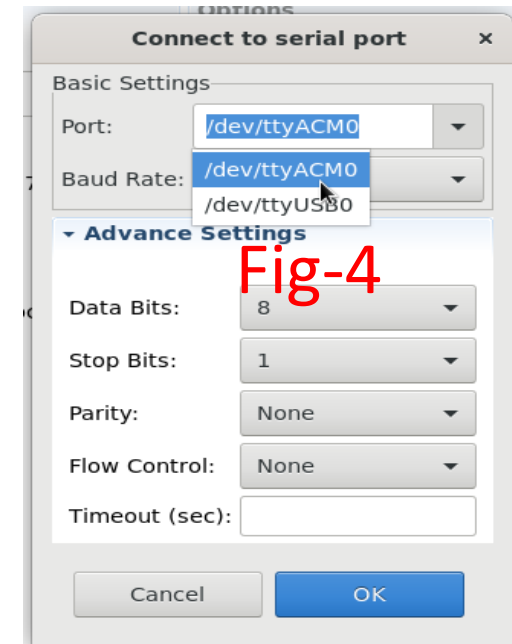 Options
Connect to serial port ×
Basic Settings
Port: /dev/ttyACM0
/dev/ttyACM0
Baud Rate:
/dev/ttyUSB0
Advance Settings
Fig-4
Data Bits: 8
Stop Bits: 1
Parity: None
Flow Control: None
Timeout (sec):
Cancel OK